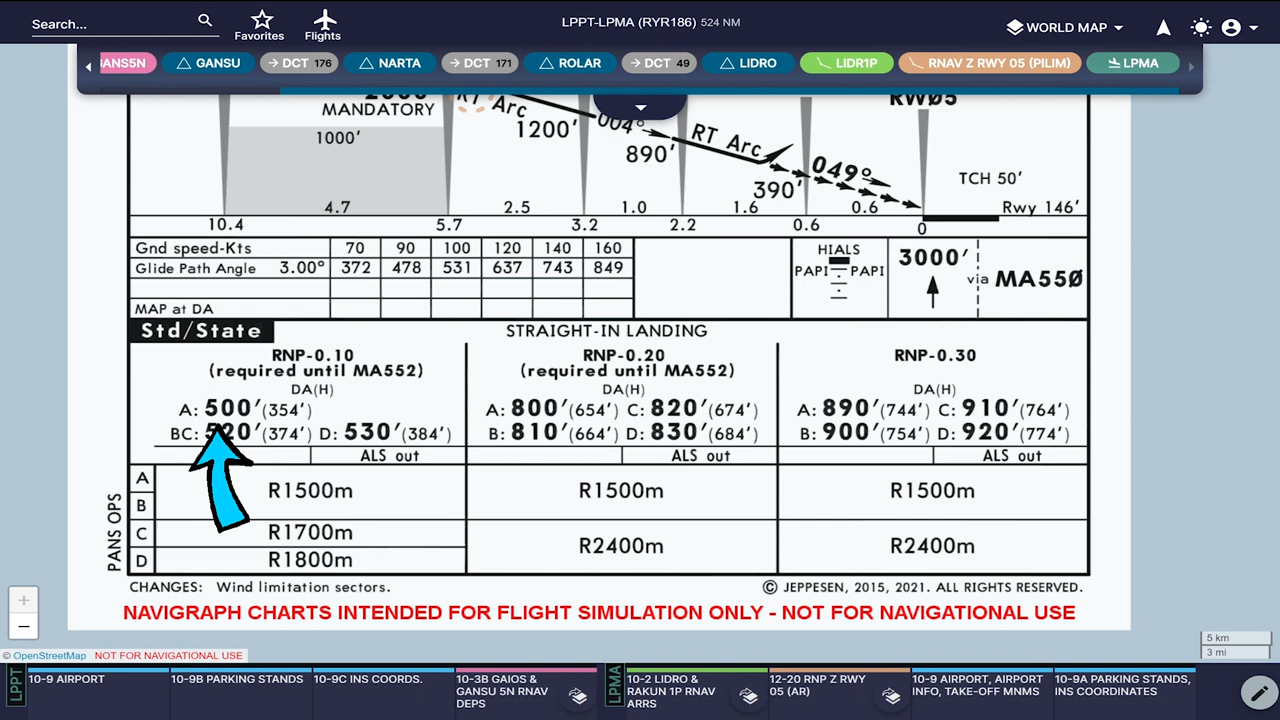 Search...
Favorites
Flights
LPPT-LPMA (RYR186) 524 NM
WORLD MAP
GANSU
DCT 176
NARTA
DCT 171
ROLAR
DCT 49
LIDRO
LIDR1P
RNAV Z RWY 05 (PILIM)
LPMA
MANDATORY
RT Arc
004°
RT Arc
049°
RWØ5
1000'
1200'
890'
390'
TCH 50'
4.7 2.5 1.0 1.6 0.6 Rwy 146'
10.4 5.7 3.2 2.2 0.6 0
Gnd speed-Kts 70 90 100 120 140 160
Glide Path Angle 3.00° 372 478 531 637 743 849
MAP at DA
HIALS
PAPI PAPI
3000'
via MA55Ø
Std/State STRAIGHT-IN LANDING
RNP-0.10
(required until MA552)
DA(H)
A: 500'(354')
BC: 520'(374') D: 530'(384')
ALS out
RNP-0.20
(required until MA552)
DA(H)
A: 800'(654') C: 820'(674')
B: 810'(664') D: 830'(684')
ALS out
RNP-0.30
DA(H)
A: 890'(744') C: 910'(764')
B: 900'(754') D: 920'(774')
ALS out
PANS OPS
A
B
C
D
R1500m R1500m R1500m
R1700m
R1800m
R2400m R2400m
CHANGES: Wind limitation sectors.
© JEPPESEN, 2015, 2021. ALL RIGHTS RESERVED.
NAVIGRAPH CHARTS INTENDED FOR FLIGHT SIMULATION ONLY - NOT FOR NAVIGATIONAL USE
5 km
3 mi
© OpenStreetMap NOT FOR NAVIGATIONAL USE
LPPT
10-9 AIRPORT
10-9B PARKING STANDS
10-9C INS COORDS.
10-3B GAIOS &
GANSU 5N RNAV
DEPS
LPMA
10-2 LIDRO &
RAKUN 1P RNAV
ARRS
12-20 RNP Z RWY
05 (AR)
10-9 AIRPORT, AIRPORT
INFO, TAKE-OFF MNMS
10-9A PARKING STANDS,
INS COORDINATES